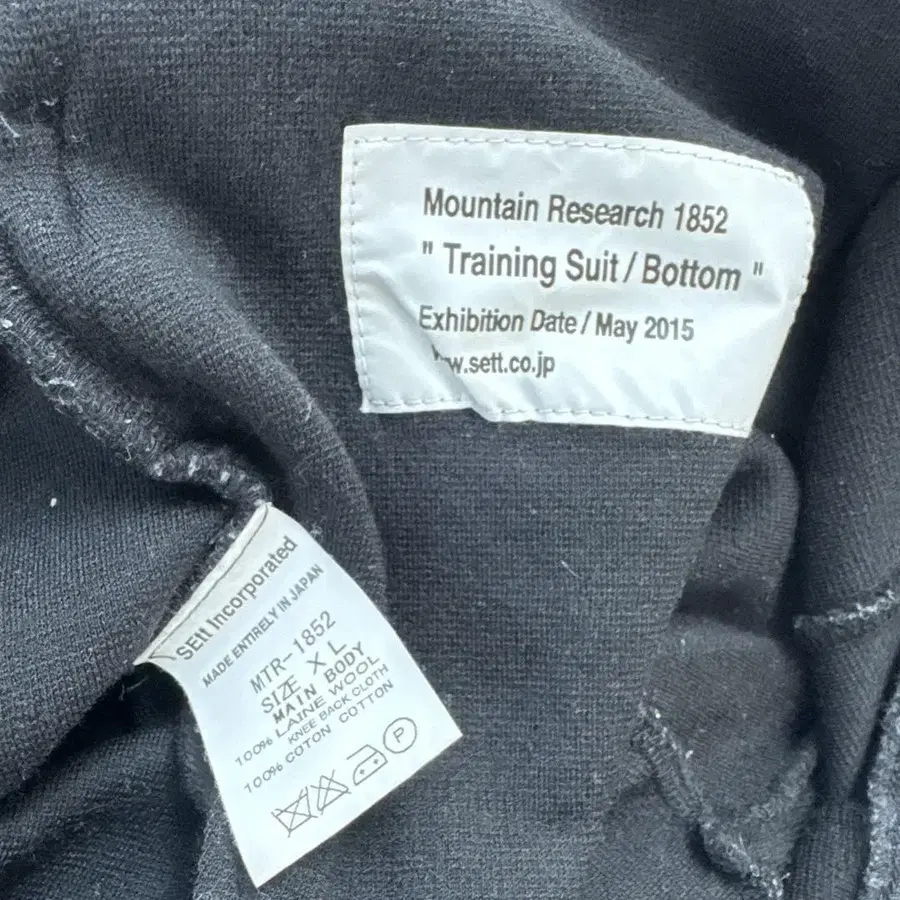 Mountain Research 1852
" Training Suit / Bottom "
Exhibition Date / May 2015
w.sett.co.jp
SEtt Incorporated
MADE ENTIRELY IN JAPAN
MTR-1852
SIZE XL
MAIN BODY
100% LAINE WOOL
KNEE BACK CLOTH
100% COTON COTTON
P